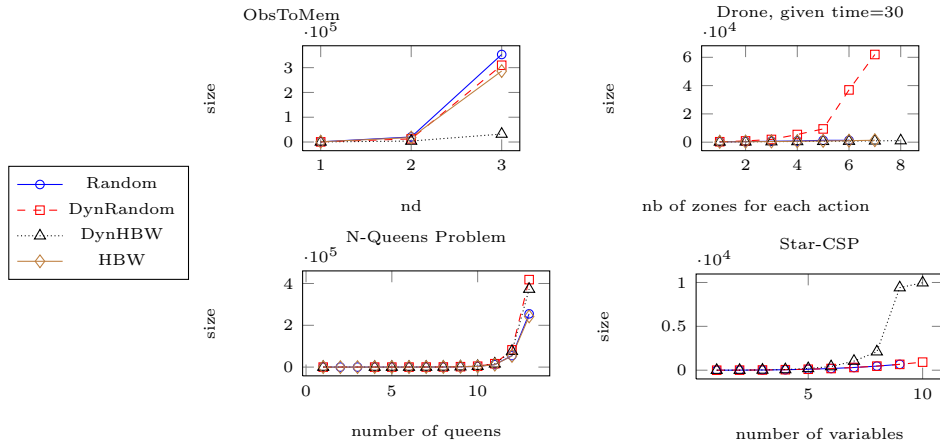 ObsToMem
·10^5
size
3
2
1
0
1 2 3
nd
Drone, given time=30
·10^4
size
6
4
2
0
2 4 6 8
nb of zones for each action
Random
DynRandom
DynHBW
HBW
N-Queens Problem
·10^5
size
4
2
0
0 5 10
number of queens
Star-CSP
·10^4
size
1
0.5
0
5 10
number of variables